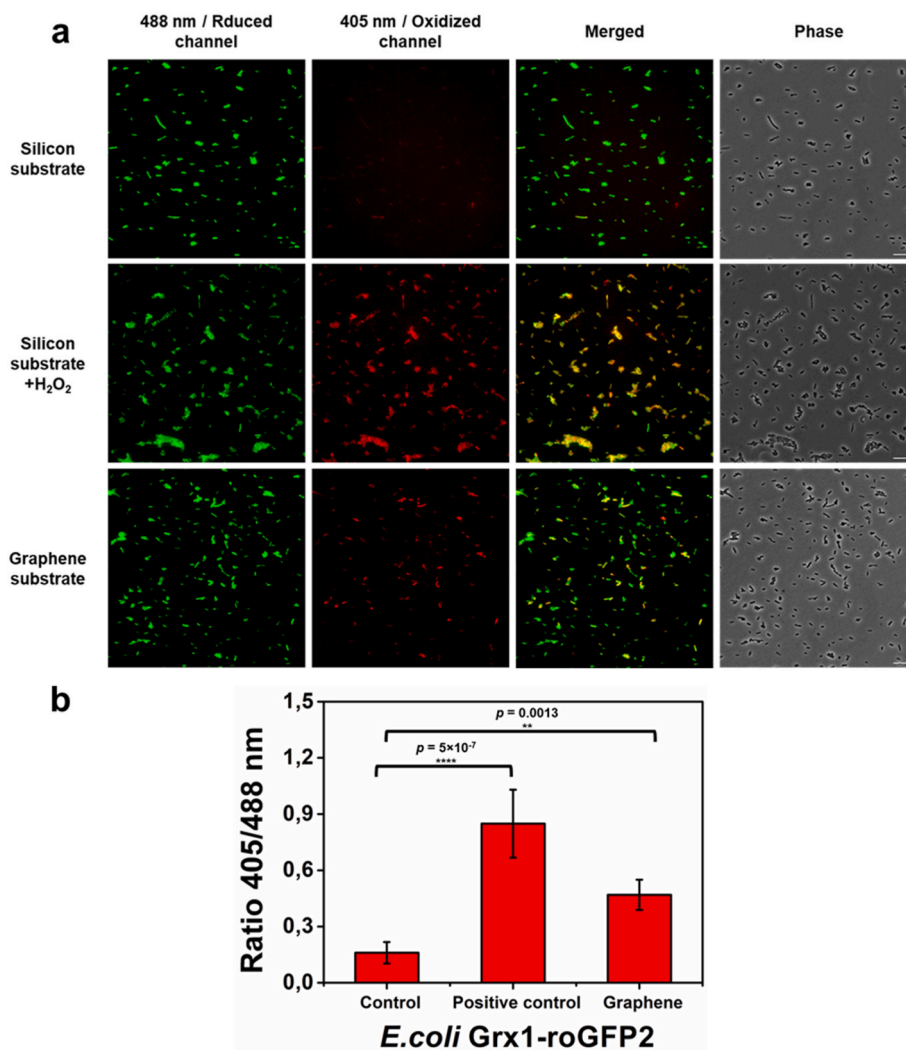 a
488 nm / Rduced
channel
405 nm / Oxidized
channel
Merged
Phase
Silicon
substrate
Silicon
substrate
+H₂O₂
Graphene
substrate
b
Ratio 405/488 nm
1,5
1,2
0,9
0,6
0,3
0,0
p = 0.0013
**
p = 5×10⁻⁷
****
Control
Positive control
Graphene
E.coli Grx1-roGFP2